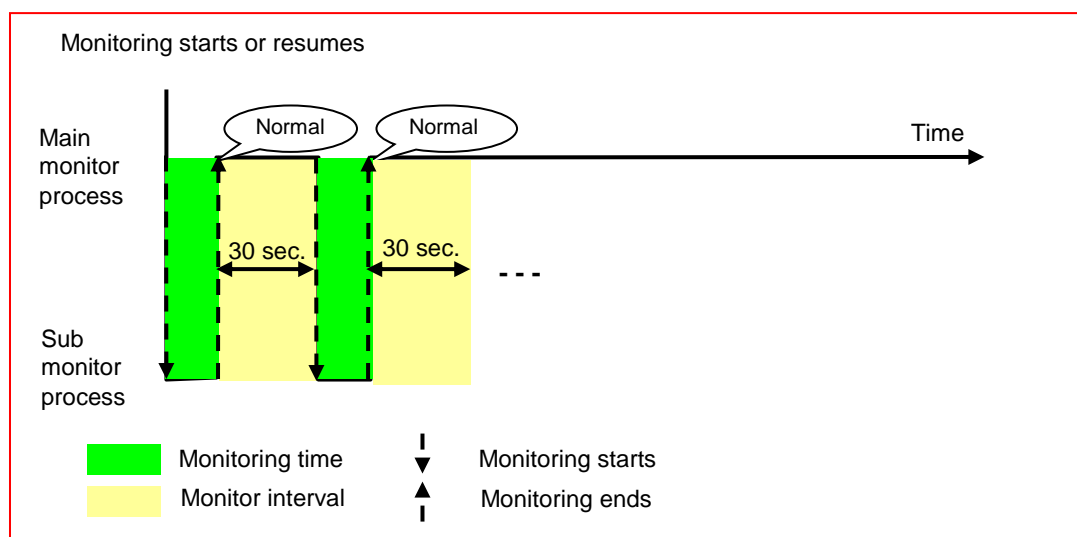 Monitoring starts or resumes
Normal
Normal
Time
Main
monitor
process
30 sec.
30 sec.
- - -
Sub
monitor
process
Monitoring time
Monitoring starts
Monitor interval
Monitoring ends